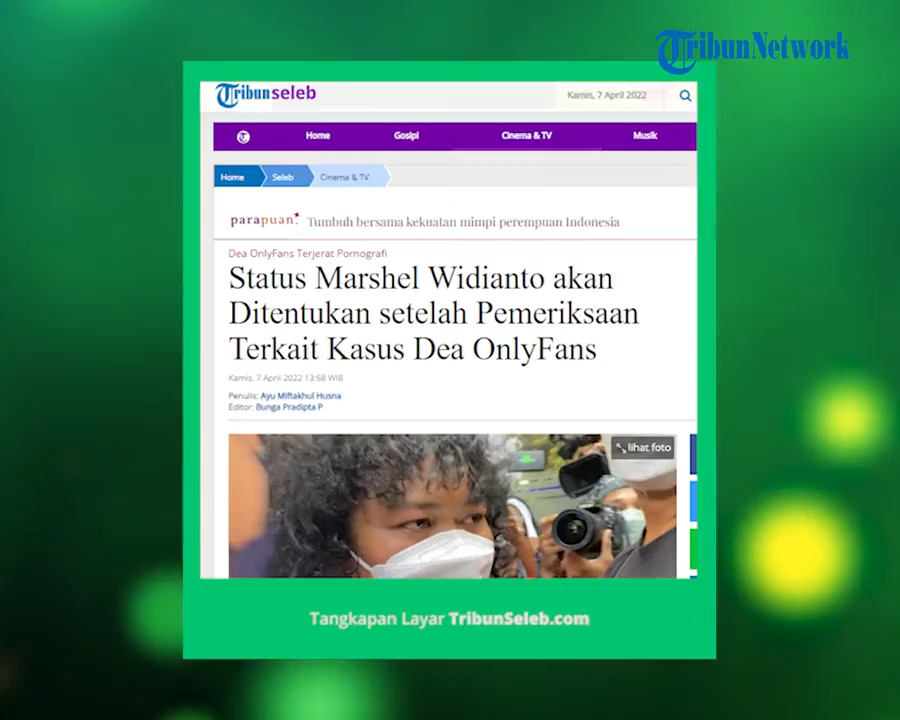 TribunNetwork
Tribunseleb
Kamis, 7 April 2022
Home Gosipi Cinema & TV Musik
Home Seleb Cinema & TV
parapuan. Tumbuh bersama kekuatan mimpi perempuan Indonesia
Dea OnlyFans Terjerat Pornografi
Status Marshel Widianto akan
Ditentukan setelah Pemeriksaan
Terkait Kasus Dea OnlyFans
Kamis, 7 April 2022 13:58 WIB
Penulis: Ayu Miftakhul Husna
Editor: Bunga Pradipta P
lihat foto
Tangkapan Layar TribunSeleb.com